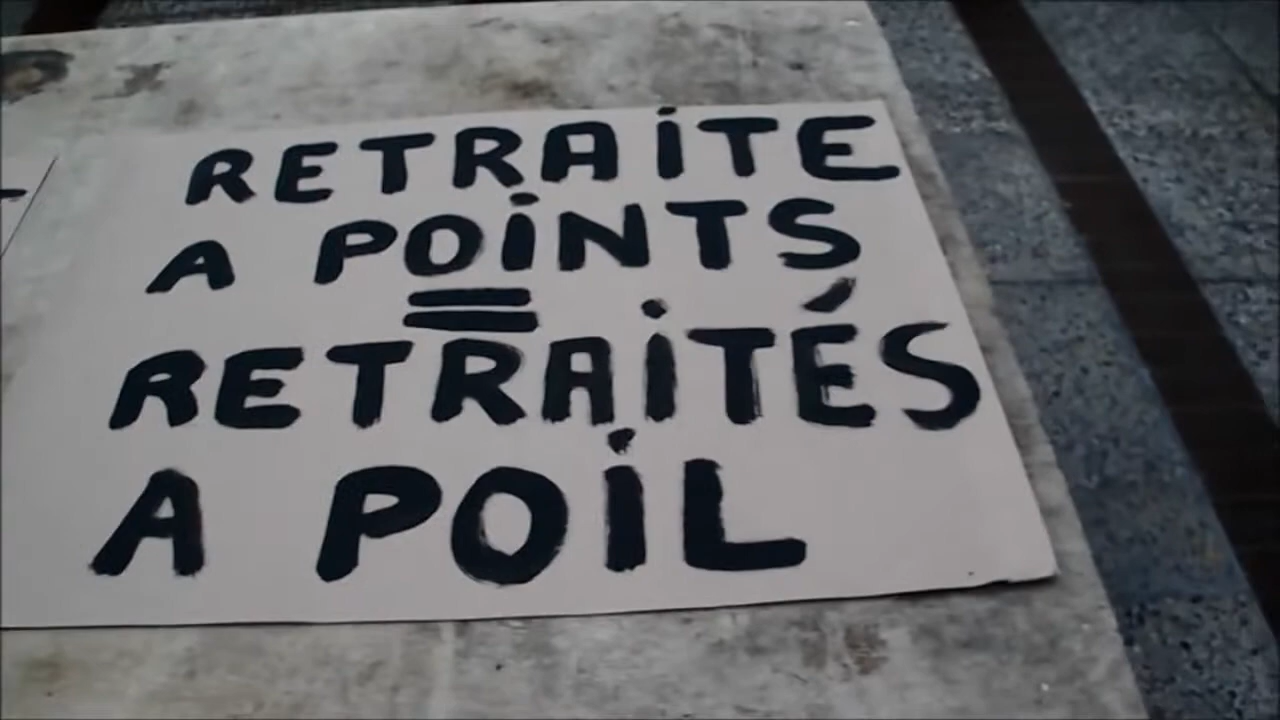 RETRAiTE
A POiNTS
=
RETRAiTÉS
A POiL